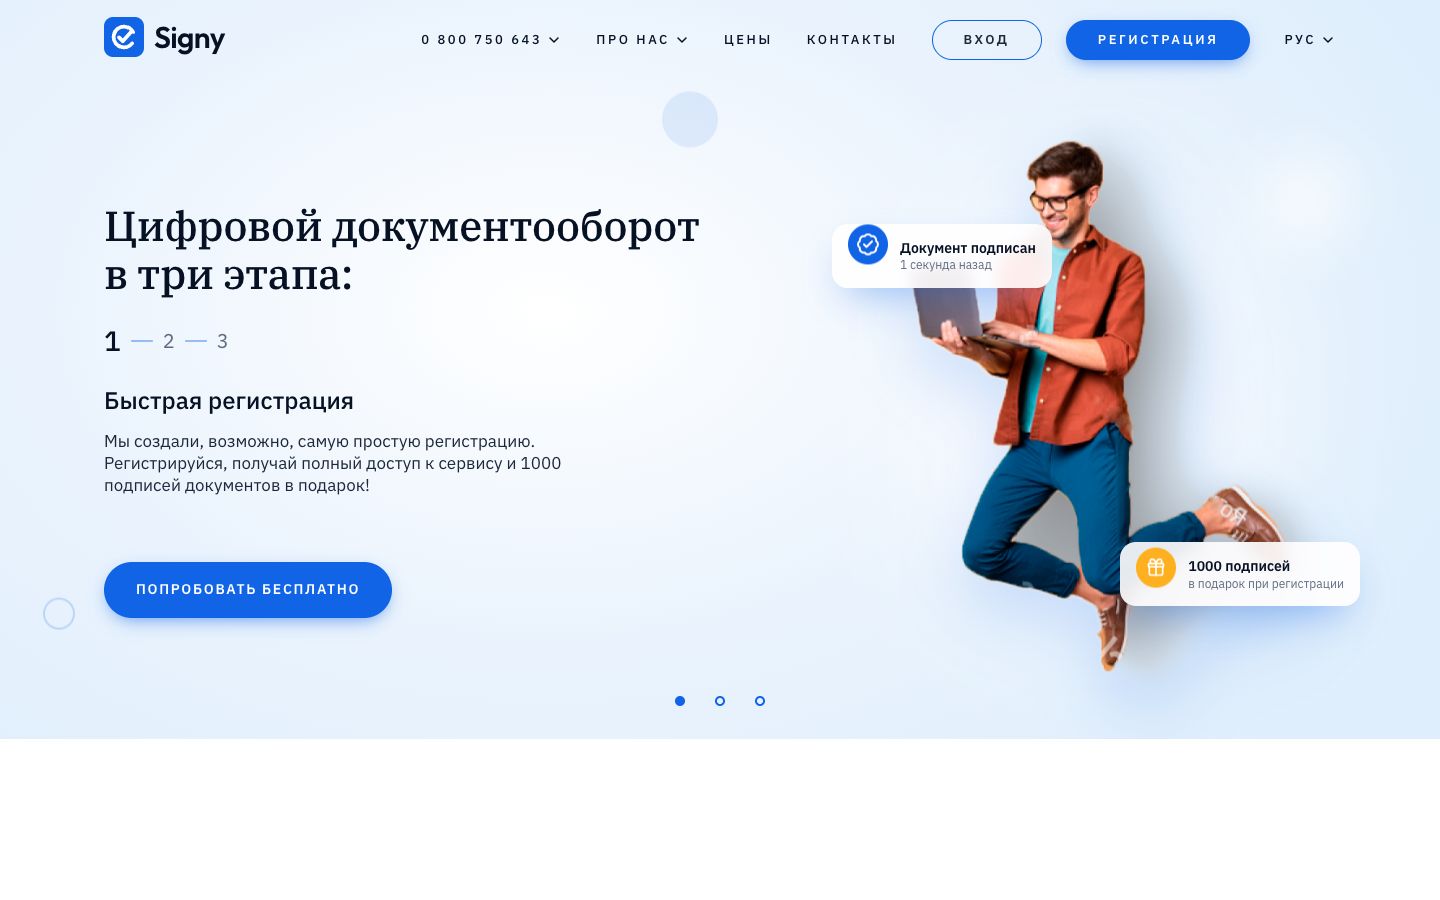 Signy
0 800 750 643
ПРО НАС
ЦЕНЫ
КОНТАКТЫ
ВХОД
РЕГИСТРАЦИЯ
РУС
Цифровой документооборот
в три этапа:
1 — 2 — 3
Быстрая регистрация
Мы создали, возможно, самую простую регистрацию.
Регистрируйся, получай полный доступ к сервису и 1000
подписей документов в подарок!
ПОПРОБОВАТЬ БЕСПЛАТНО
Документ подписан
1 секунда назад
1000 подписей
в подарок при регистрации